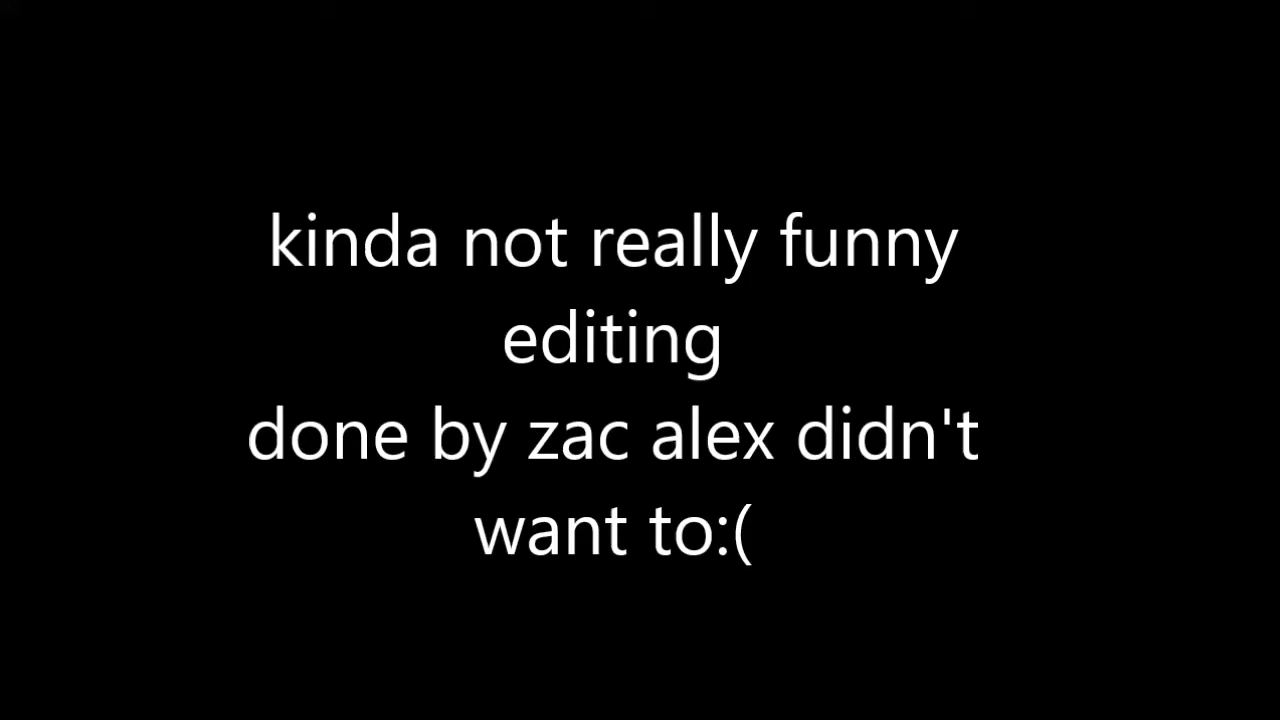 kinda not really funny
editing
done by zac alex didn't
want to:(